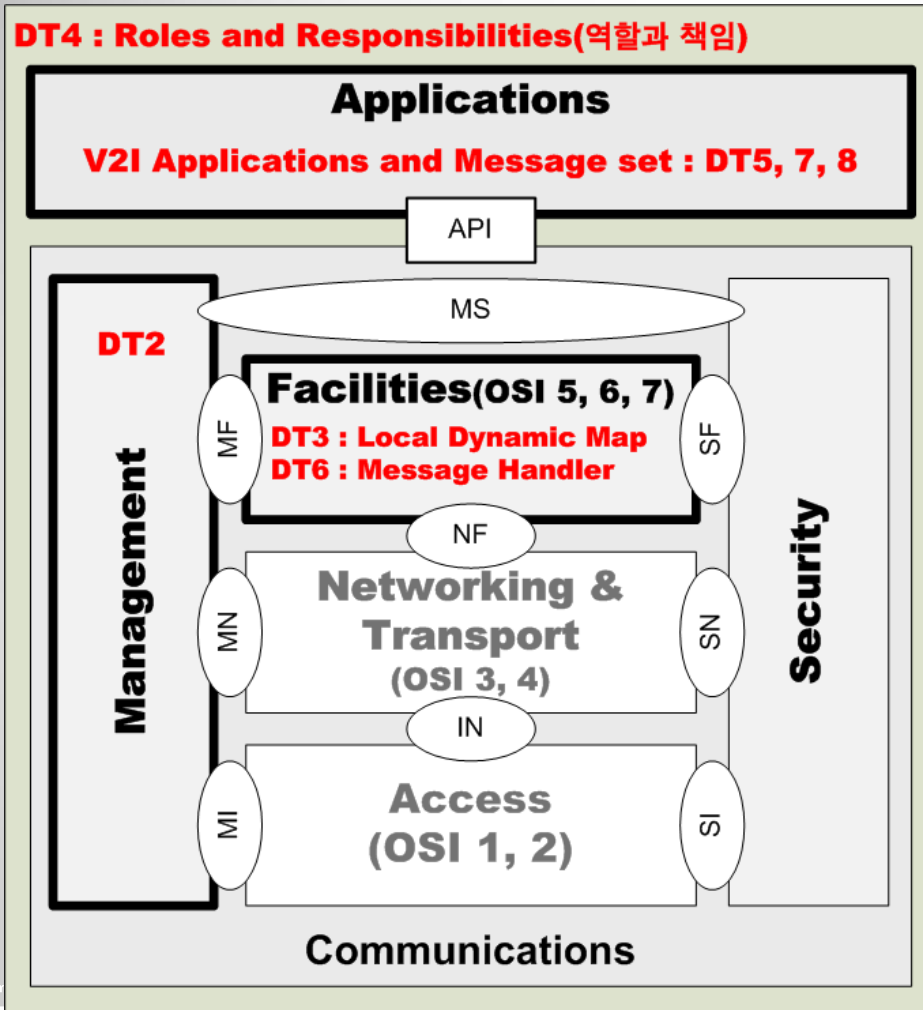 DT4 : Roles and Responsibilities(역할과 책임)
Applications
V2I Applications and Message set : DT5, 7, 8
API
MS
DT2
Management
MF
Facilities(OSI 5, 6, 7)
DT3 : Local Dynamic Map
DT6 : Message Handler
SF
Security
NF
MN
Networking &
Transport
(OSI 3, 4)
SN
IN
MI
Access
(OSI 1, 2)
SI
Communications